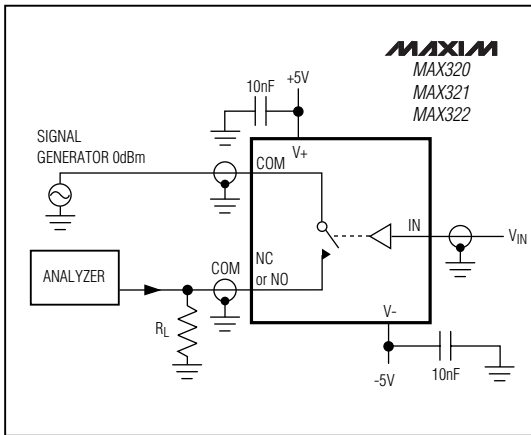 MAXIM
MAX320
MAX321
MAX322
+5V
10nF
V+
SIGNAL
GENERATOR 0dBm
COM
IN
VIN
NC
or NO
COM
ANALYZER
RL
V-
-5V
10nF